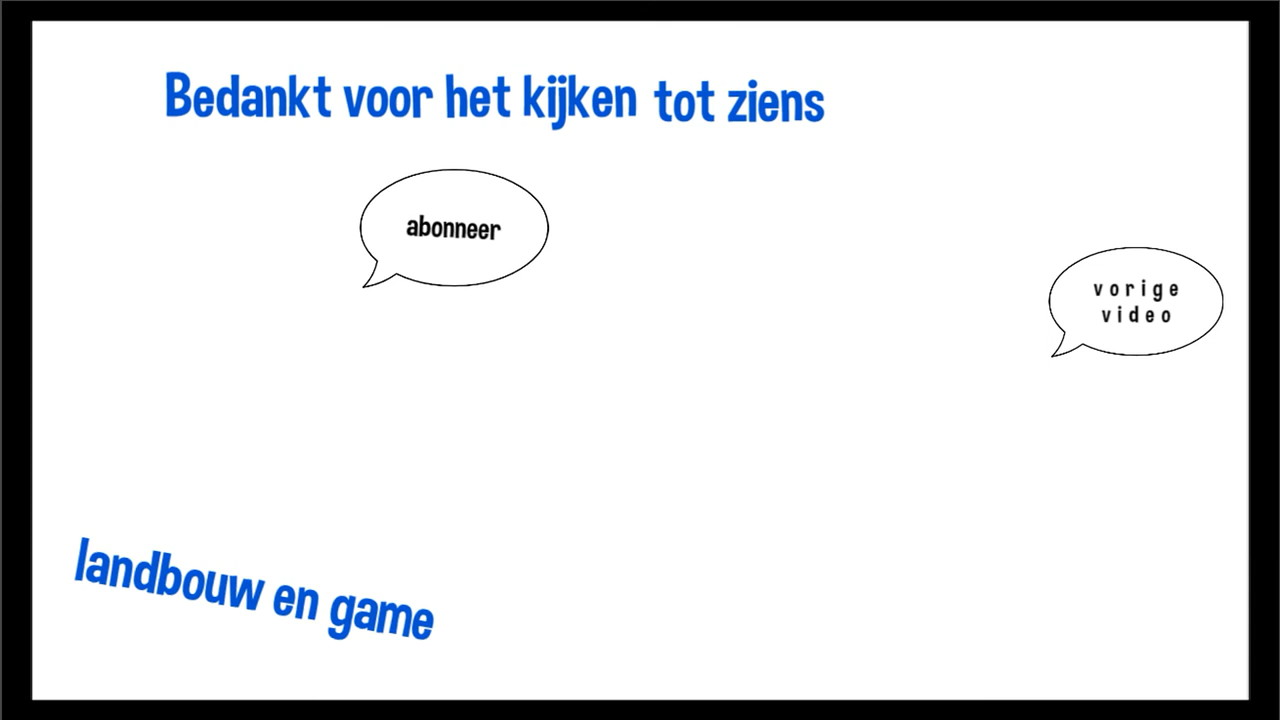 Bedankt voor het kijken tot ziens
abonneer
vorige
video
landbouw en game